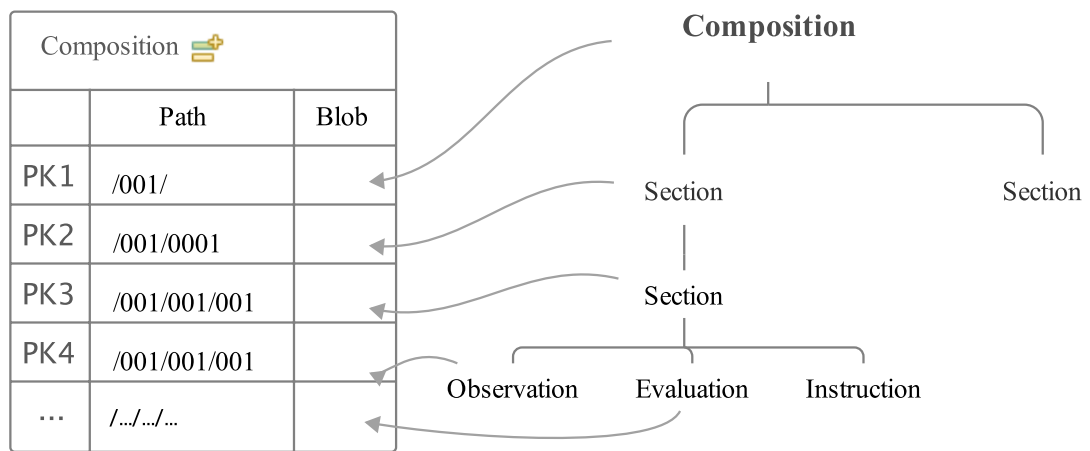 Composition
Path Blob
PK1 /001/
PK2 /001/0001
PK3 /001/001/001
PK4 /001/001/001
... /.../.../...
Composition
Section Section
Section
Observation Evaluation Instruction